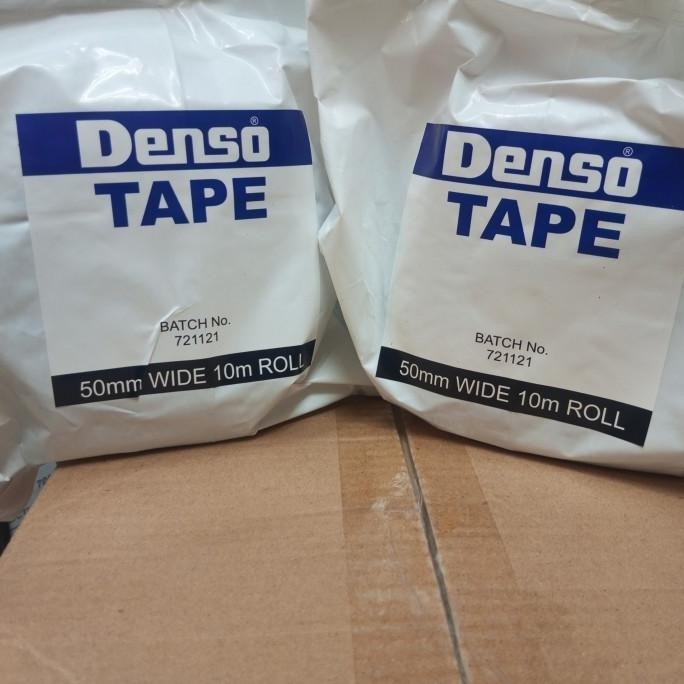 Denso®
TAPE
BATCH No.
721121
50mm WIDE 10m ROLL
Denso®
TAPE
BATCH No.
721121
50mm WIDE 10m ROLL